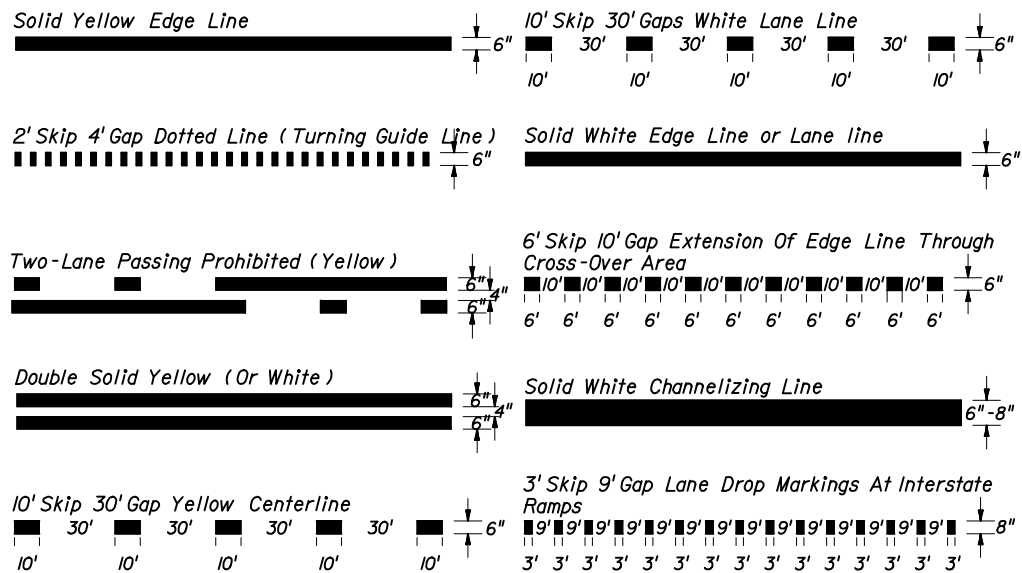 Solid Yellow Edge Line
6"
2' Skip 4' Gap Dotted Line (Turning Guide Line)
6"
Two-Lane Passing Prohibited (Yellow)
6"
4"
6"
Double Solid Yellow (Or White)
6"
4"
6"
10' Skip 30' Gap Yellow Centerline
30' 30' 30' 30' 6"
10' 10' 10' 10' 10'
10' Skip 30' Gaps White Lane Line
30' 30' 30' 30' 6"
10' 10' 10' 10' 10'
Solid White Edge Line or Lane line
6"
6' Skip 10' Gap Extension Of Edge Line Through
Cross-Over Area
10' 10' 10' 10' 10' 10' 10' 10' 10' 10' 6"
6' 6' 6' 6' 6' 6' 6' 6' 6' 6' 6'
Solid White Channelizing Line
6"-8"
3' Skip 9' Gap Lane Drop Markings At Interstate
Ramps
9' 9' 9' 9' 9' 9' 9' 9' 9' 9' 9' 9' 9' 9' 8"
3' 3' 3' 3' 3' 3' 3' 3' 3' 3' 3' 3' 3' 3' 3'